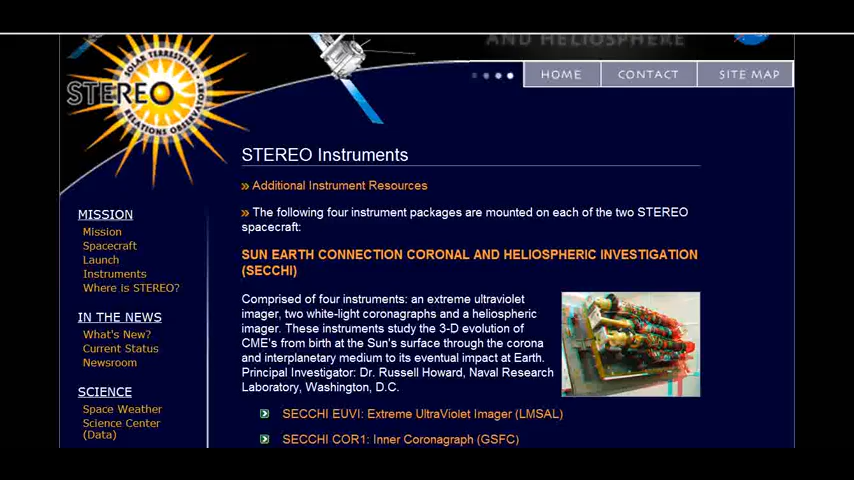 AND HELIOSPHERE
SOLAR TERRESTRIAL
STEREO
RELATIONS OBSERVATORY
HOME
CONTACT
SITE MAP
STEREO Instruments
» Additional Instrument Resources
» The following four instrument packages are mounted on each of the two STEREO
spacecraft:
SUN EARTH CONNECTION CORONAL AND HELIOSPHERIC INVESTIGATION
(SECCHI)
Comprised of four instruments: an extreme ultraviolet
imager, two white-light coronagraphs and a heliospheric
imager. These instruments study the 3-D evolution of
CME's from birth at the Sun's surface through the corona
and interplanetary medium to its eventual impact at Earth.
Principal Investigator: Dr. Russell Howard, Naval Research
Laboratory, Washington, D.C.
SECCHI EUVI: Extreme UltraViolet Imager (LMSAL)
SECCHI COR1: Inner Coronagraph (GSFC)
MISSION
Mission
Spacecraft
Launch
Instruments
Where is STEREO?
IN THE NEWS
What's New?
Current Status
Newsroom
SCIENCE
Space Weather
Science Center
(Data)